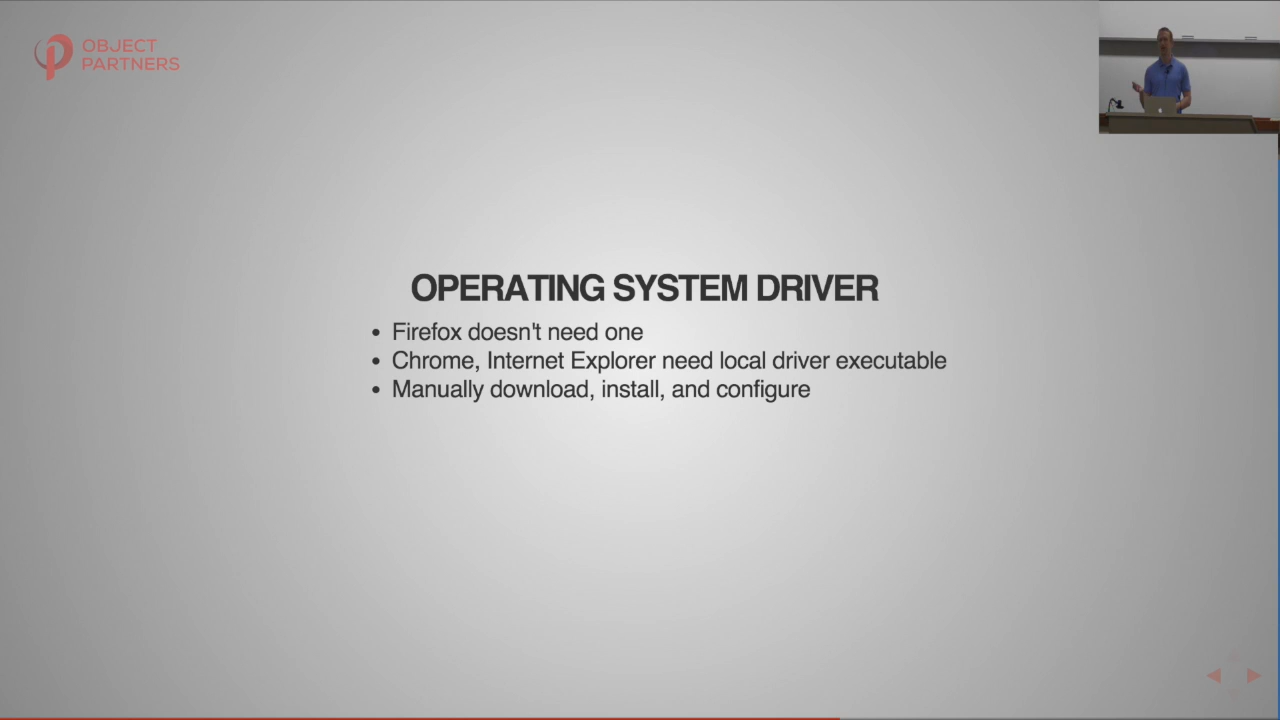 OBJECT
PARTNERS
OPERATING SYSTEM DRIVER
• Firefox doesn't need one
• Chrome, Internet Explorer need local driver executable
• Manually download, install, and configure